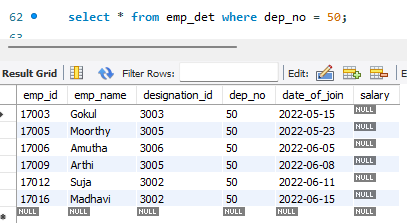 62 select * from emp_det where dep_no = 50;
63
Result Grid Filter Rows: Edit:
emp_id emp_name designation_id dep_no date_of_join salary
17003 Gokul 3003 50 2022-05-15 NULL
17005 Moorthy 3005 50 2022-05-23 NULL
17006 Amutha 3006 50 2022-06-05 NULL
17009 Arthi 3005 50 2022-06-08 NULL
17012 Suja 3002 50 2022-06-11 NULL
17016 Madhavi 3002 50 2022-06-15 NULL
NULL NULL NULL NULL NULL NULL